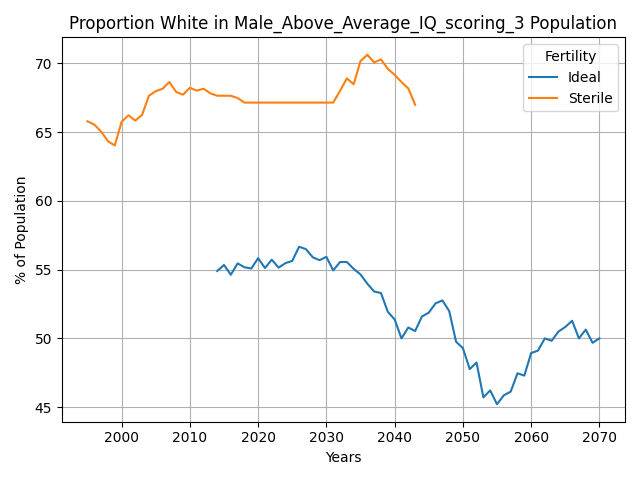 Proportion White in Male_Above_Average_IQ_scoring_3 Population
% of Population
70
65
60
55
50
45
Fertility
Ideal
Sterile
2000 2010 2020 2030 2040 2050 2060 2070
Years